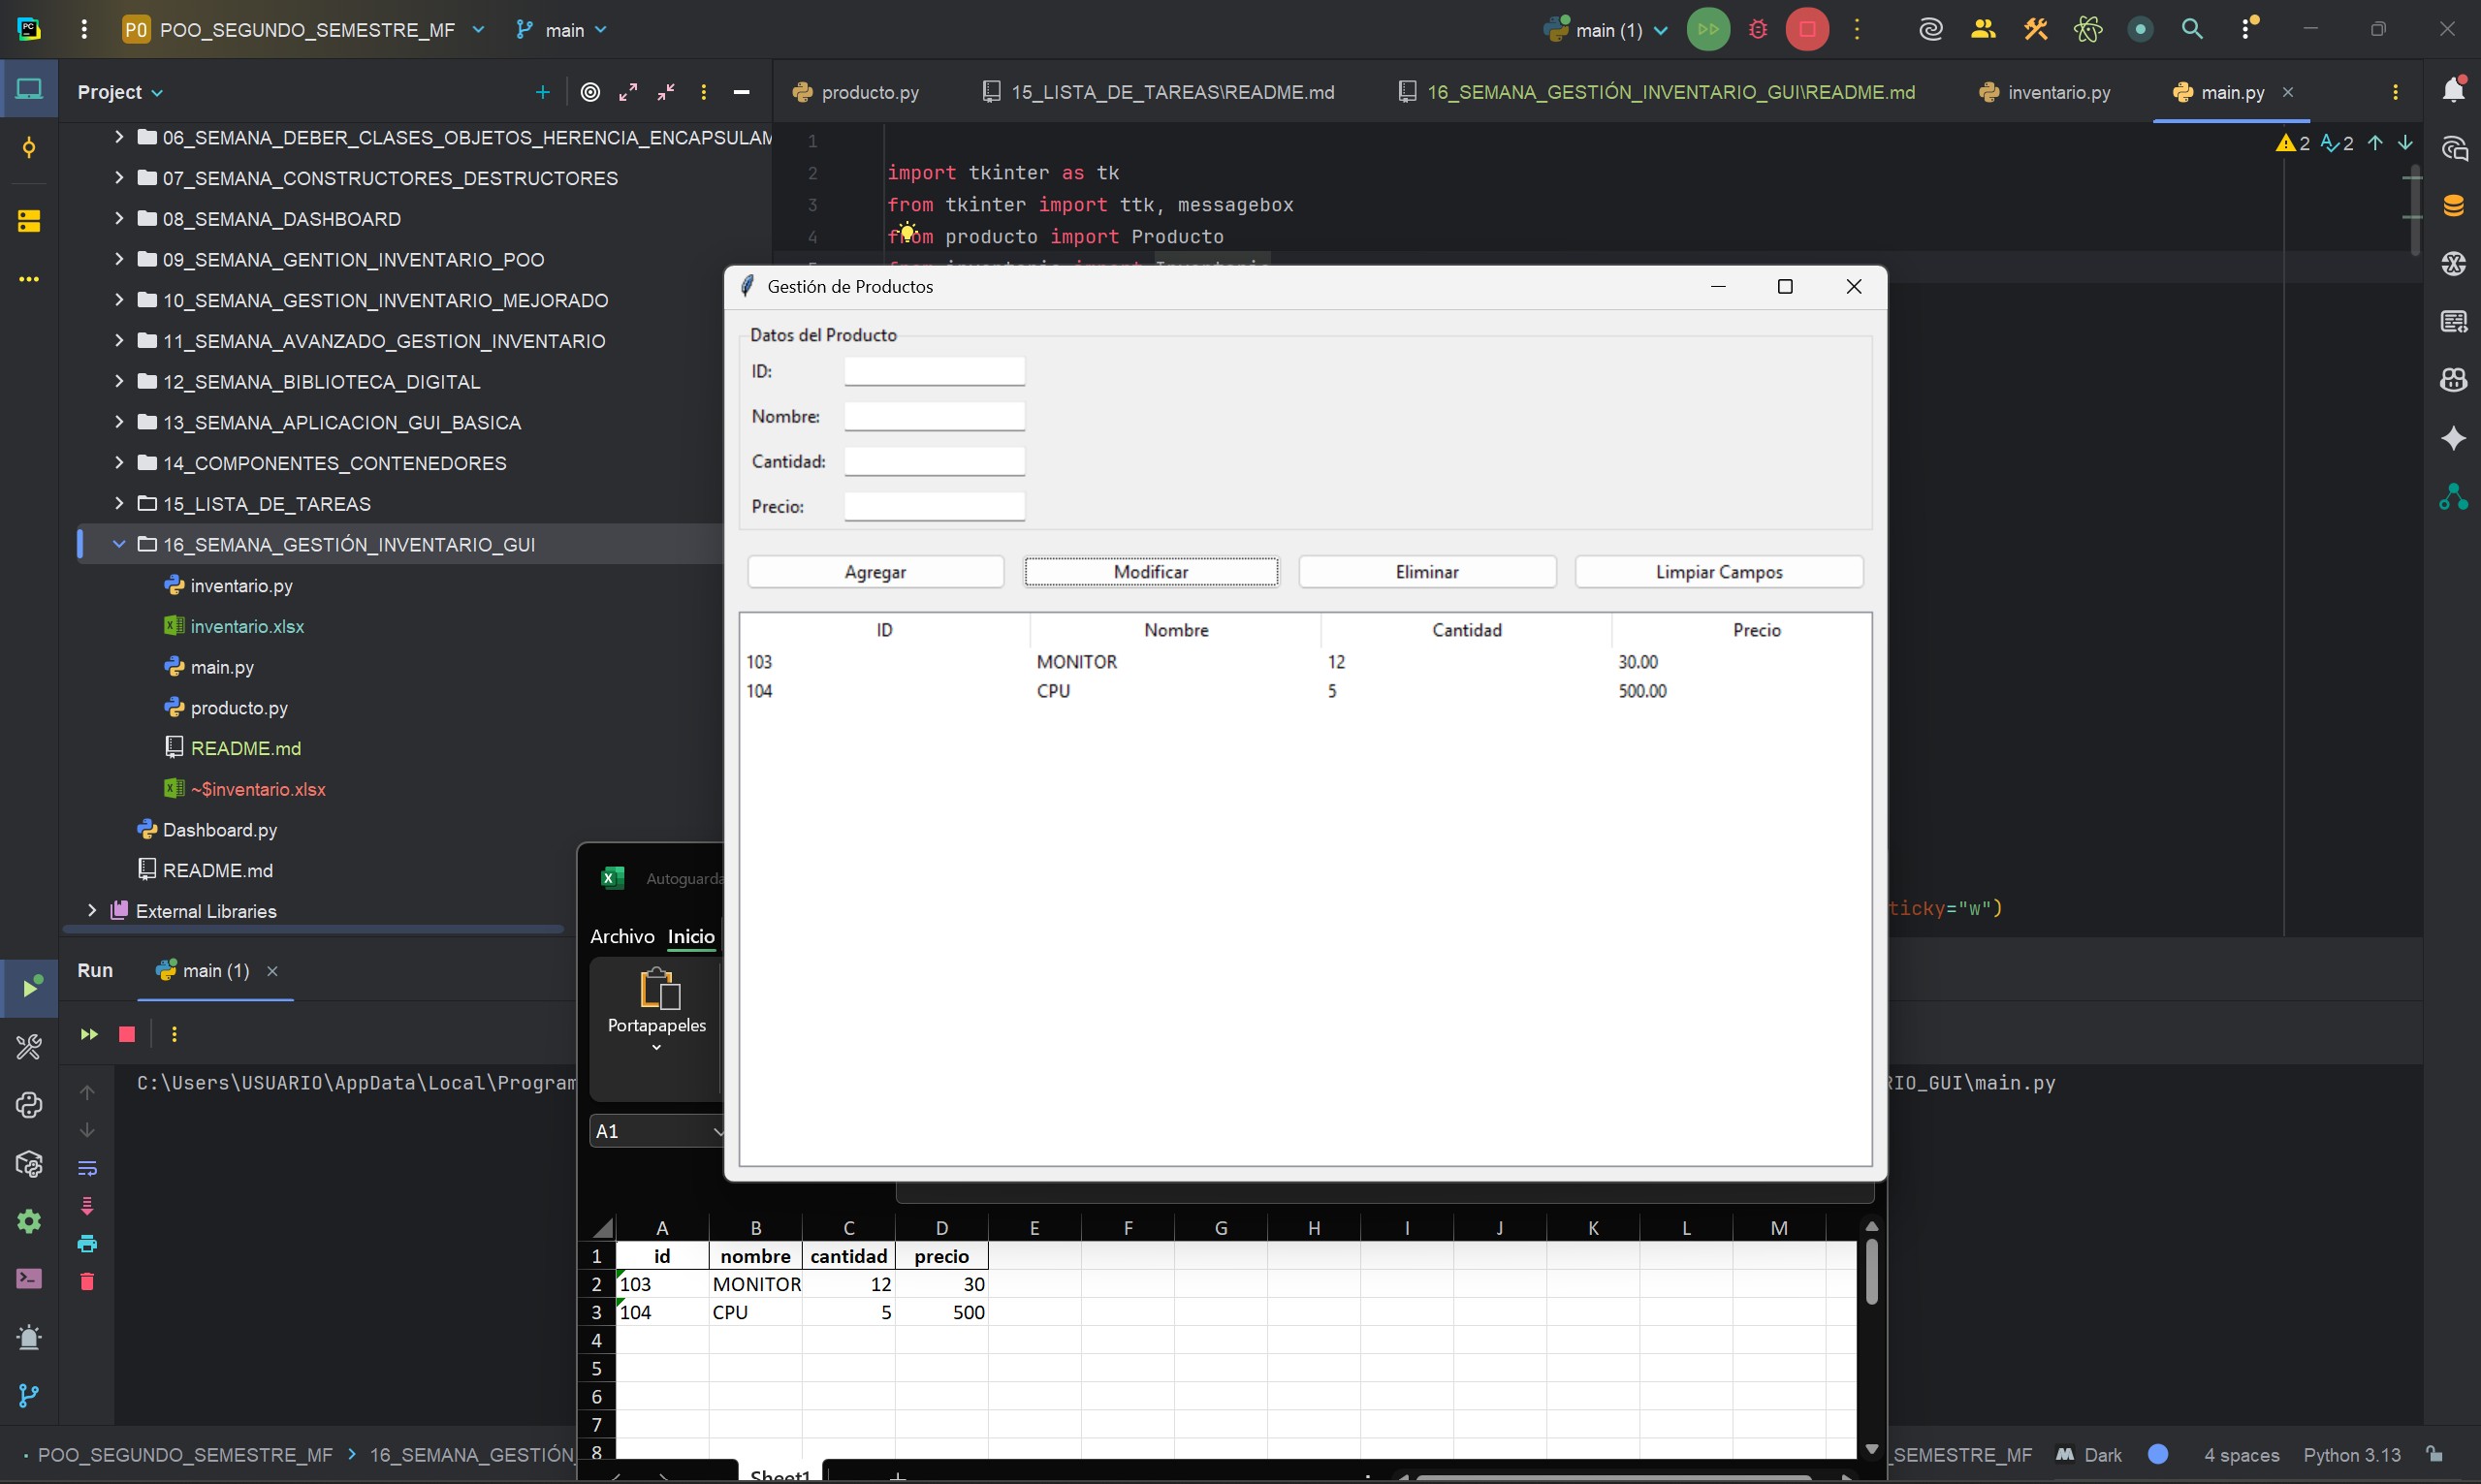 PO POO_SEGUNDO_SEMESTRE_MF main main (1)
Project
producto.py 15_LISTA_DE_TAREAS\README.md 16_SEMANA_GESTIÓN_INVENTARIO_GUI\README.md inventario.py main.py
06_SEMANA_DEBER_CLASES_OBJETOS_HERENCIA_ENCAPSULAM
07_SEMANA_CONSTRUCTORES_DESTRUCTORES
08_SEMANA_DASHBOARD
09_SEMANA_GENTION_INVENTARIO_POO
10_SEMANA_GESTION_INVENTARIO_MEJORADO
11_SEMANA_AVANZADO_GESTION_INVENTARIO
12_SEMANA_BIBLIOTECA_DIGITAL
13_SEMANA_APLICACION_GUI_BASICA
14_COMPONENTES_CONTENEDORES
15_LISTA_DE_TAREAS
16_SEMANA_GESTIÓN_INVENTARIO_GUI
inventario.py
inventario.xlsx
main.py
producto.py
README.md
~$inventario.xlsx
Dashboard.py
README.md
External Libraries
1
2 import tkinter as tk
3 from tkinter import ttk, messagebox
4 from producto import Producto
2 2
ticky="w")
Gestión de Productos
Datos del Producto
ID:
Nombre:
Cantidad:
Precio:
Agregar Modificar Eliminar Limpiar Campos
ID Nombre Cantidad Precio
103 MONITOR 12 30.00
104 CPU 5 500.00
Autoguarda
Archivo Inicio
Portapapeles
A1
A B C D E F G H I J K L M
1 id nombre cantidad precio
2 103 MONITOR 12 30
3 104 CPU 5 500
4
5
6
7
8
Sheet1
Run main (1)
C:\Users\USUARIO\AppData\Local\Program
RIO_GUI\main.py
POO_SEGUNDO_SEMESTRE_MF > 16_SEMANA_GESTIÓN_
_SEMESTRE_MF Dark 4 spaces Python 3.13